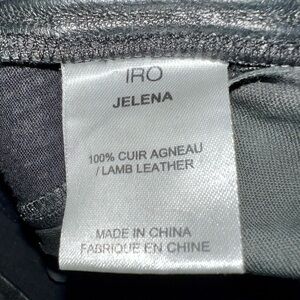 IRO
JELENA
100% CUIR AGNEAU
/ LAMB LEATHER
MADE IN CHINA
FABRIQUE EN CHINE